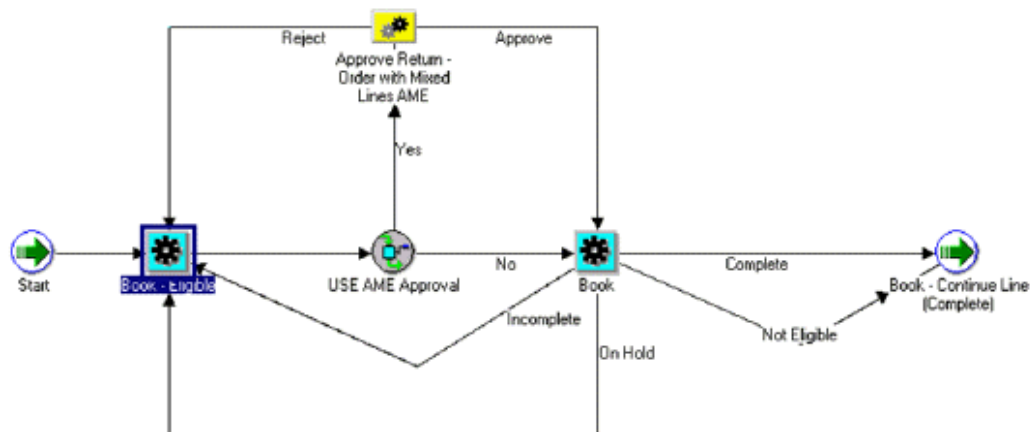 Reject
Approve
Approve Return -
Order with Mixed
Lines AME
Yes
Start
Book - Eligible
USE AME Approval
No
Book
Complete
Book - Continue Line
(Complete)
Incomplete
Not Eligible
On Hold